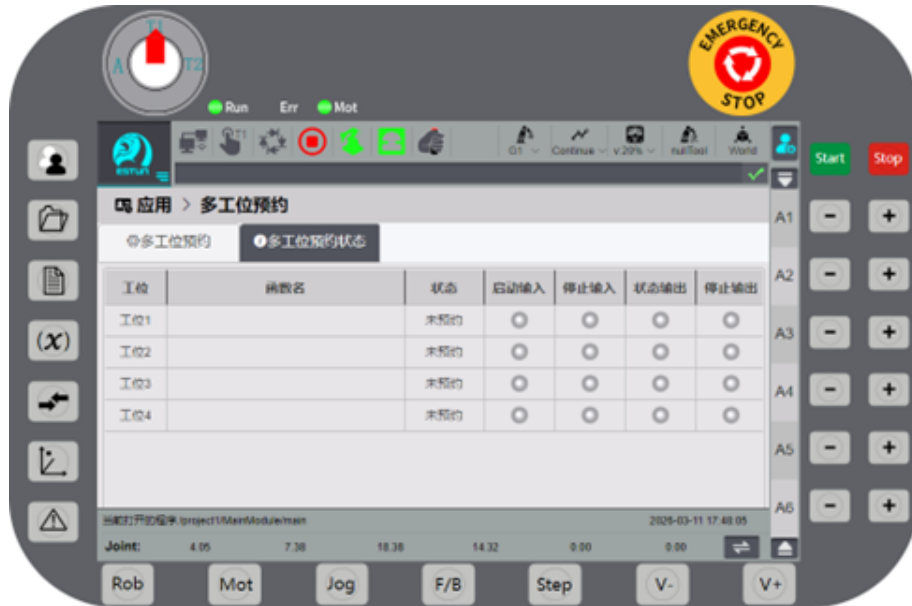 T1
A
T2
EMERGENCY
STOP
Run Err Mot
T1
G1 Continue v 20% nullTool World
ESTUN
Start Stop
应用 > 多工位预约
A1 - +
多工位预约 多工位预约状态
工位 函数名 状态 启动输入 停止输入 状态输出 停止输出
A2 - +
工位1 未预约
(x)
A3 - +
工位2 未预约
工位3 未预约
A4 - +
工位4 未预约
A5 - +
A6 - +
当前打开的程序:/project1/MainModule/main 2026-03-11 17:48:05
Joint: 4.95 7.38 18.38 14.32 0.00 0.00
Rob Mot Jog F/B Step V- V+